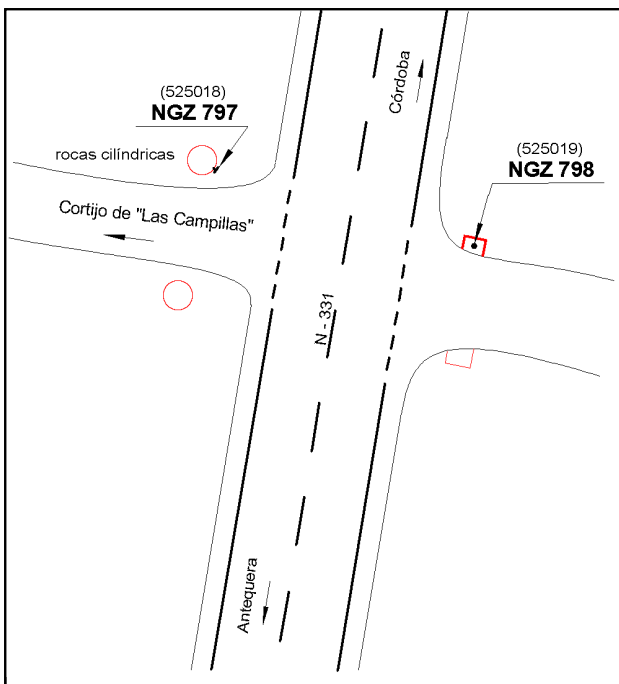 Córdoba
(525018)
NGZ 797
rocas cilíndricas
(525019)
NGZ 798
Cortijo de "Las Campillas"
N - 331
Antequera